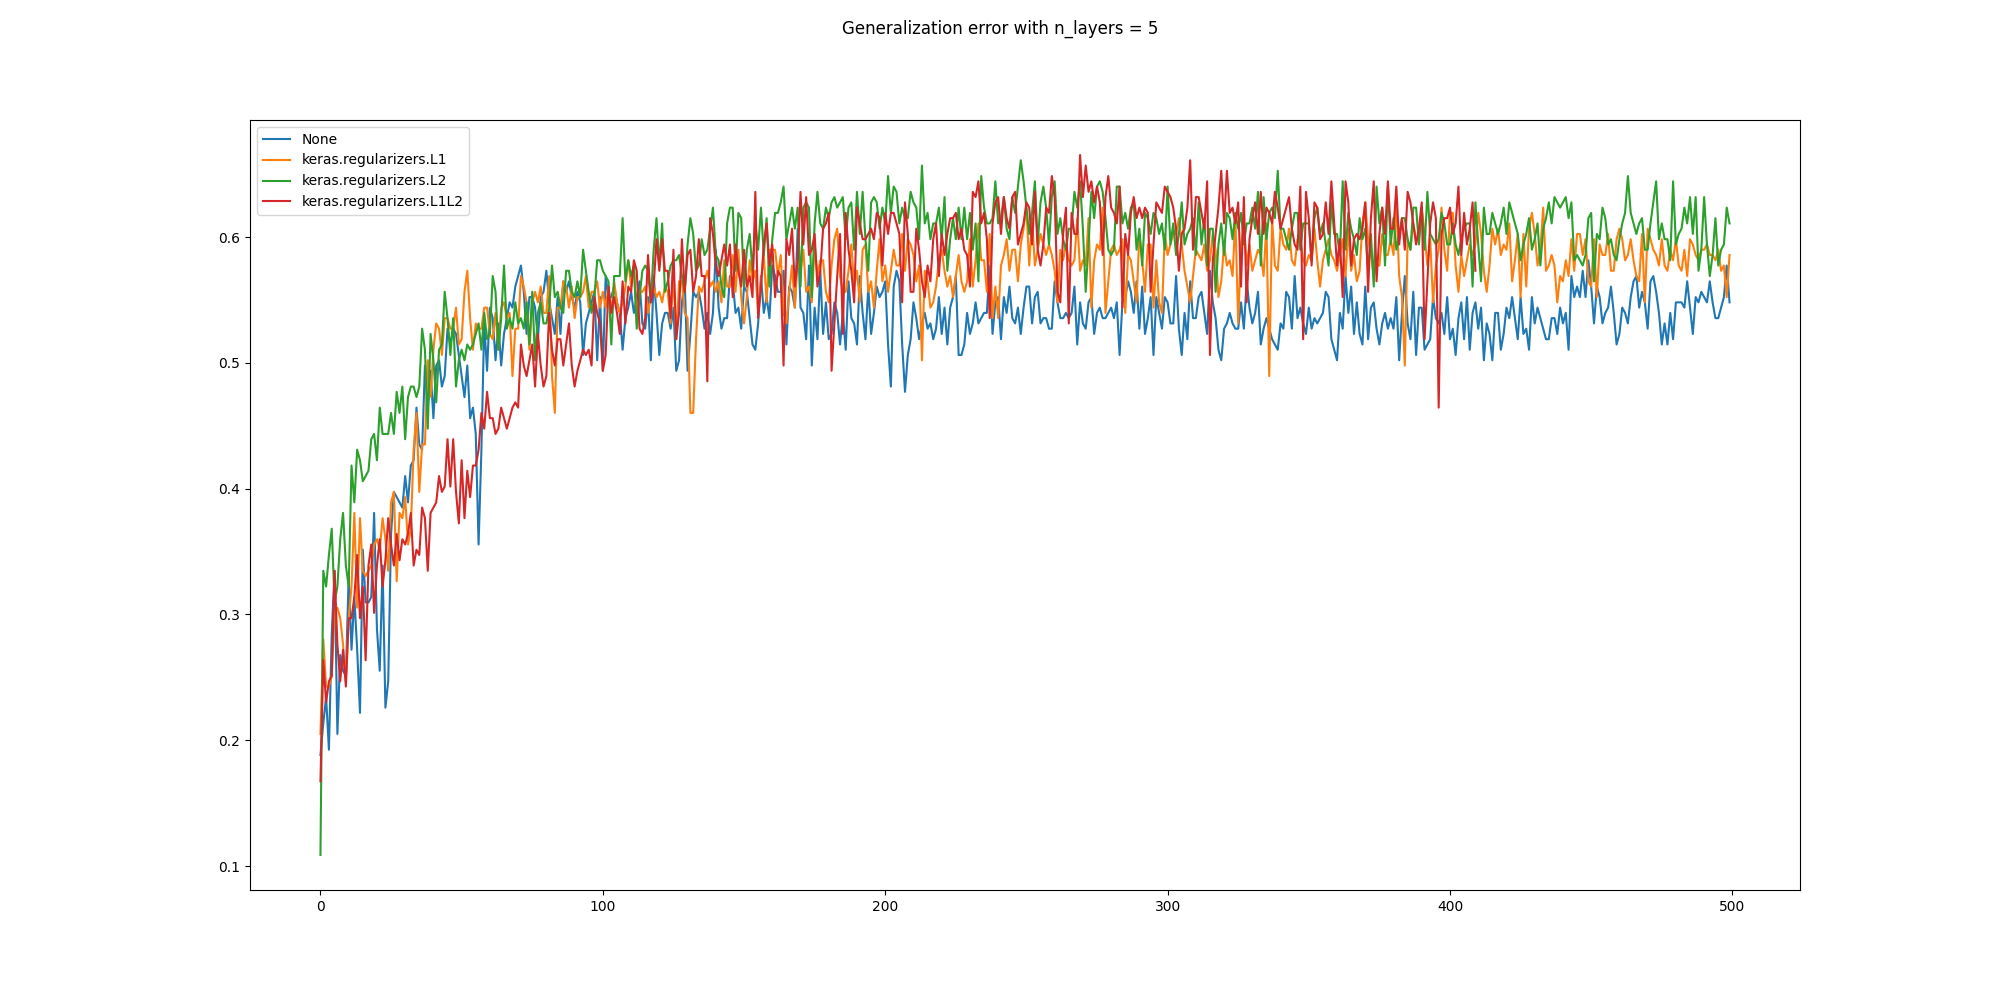 Generalization error with n_layers = 5
None
keras.regularizers.L1
keras.regularizers.L2
keras.regularizers.L1L2
0.6
0.5
0.4
0.3
0.2
0.1
0 100 200 300 400 500